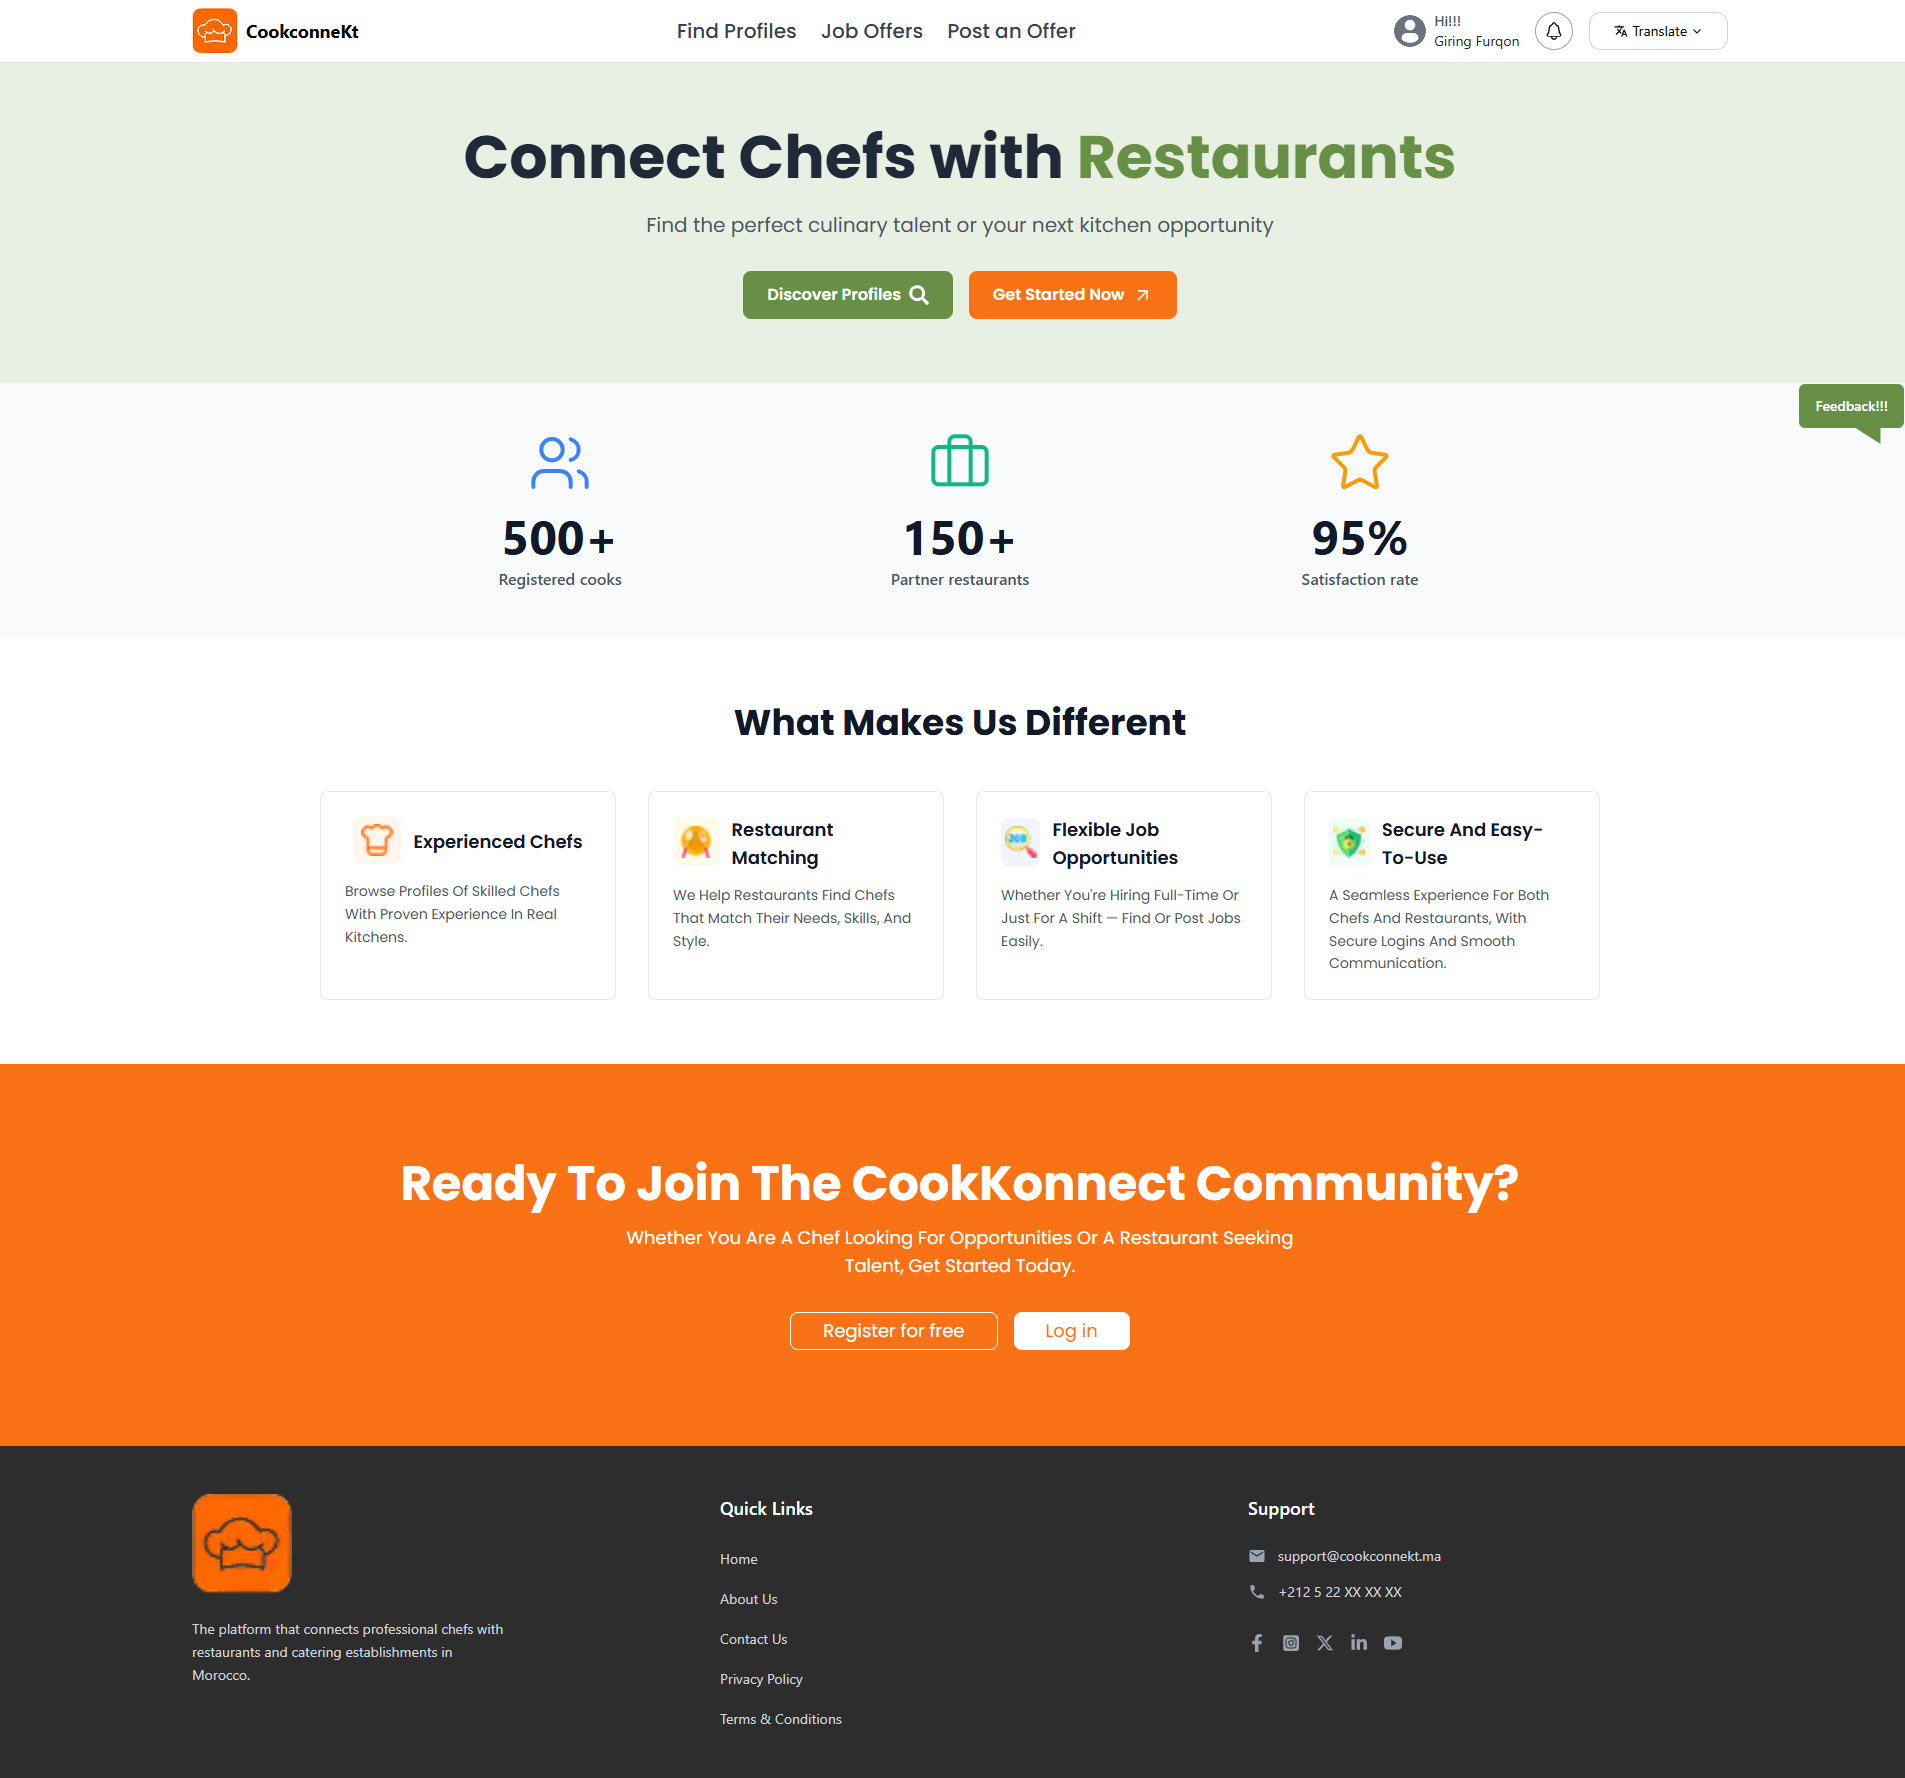 CookconneKt
Find Profiles
Job Offers
Post an Offer
Hi!!!
Giring Furqon
Translate
Connect Chefs with Restaurants
Find the perfect culinary talent or your next kitchen opportunity
Discover Profiles
Get Started Now
Feedback!!!
500+
Registered cooks
150+
Partner restaurants
95%
Satisfaction rate
What Makes Us Different
Experienced Chefs
Browse Profiles Of Skilled Chefs
With Proven Experience In Real
Kitchens.
Restaurant
Matching
We Help Restaurants Find Chefs
That Match Their Needs, Skills, And
Style.
JOB
Flexible Job
Opportunities
Whether You're Hiring Full-Time Or
Just For A Shift — Find Or Post Jobs
Easily.
Secure And Easy-
To-Use
A Seamless Experience For Both
Chefs And Restaurants, With
Secure Logins And Smooth
Communication.
Ready To Join The CookKonnect Community?
Whether You Are A Chef Looking For Opportunities Or A Restaurant Seeking
Talent, Get Started Today.
Register for free
Log in
The platform that connects professional chefs with
restaurants and catering establishments in
Morocco.
Quick Links
Home
About Us
Contact Us
Privacy Policy
Terms & Conditions
Support
support@cookconnekt.ma
+212 5 22 XX XX XX